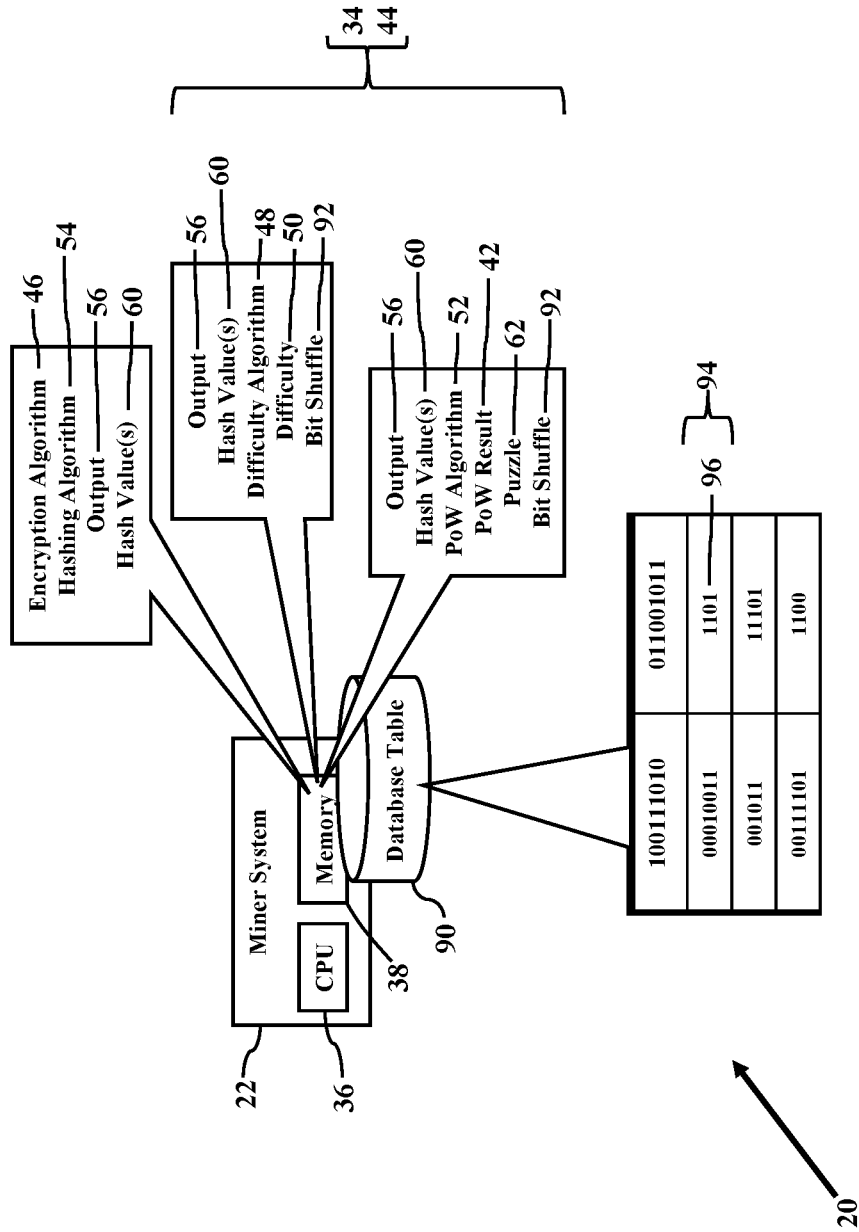 Encryption Algorithm 46
Hashing Algorithm 54
Output 56
Hash Value(s) 60
Output 56
Hash Value(s) 60
Difficulty Algorithm 48
Difficulty 50
Bit Shuffle 92
34
44
Output 56
Hash Value(s) 60
PoW Algorithm 52
PoW Result 42
Puzzle 62
Bit Shuffle 92
22
Miner System
36
CPU
Memory
38
Database Table
90
96
94
100111010 011001011
00010011 1101
001011 11101
00111101 1100
20